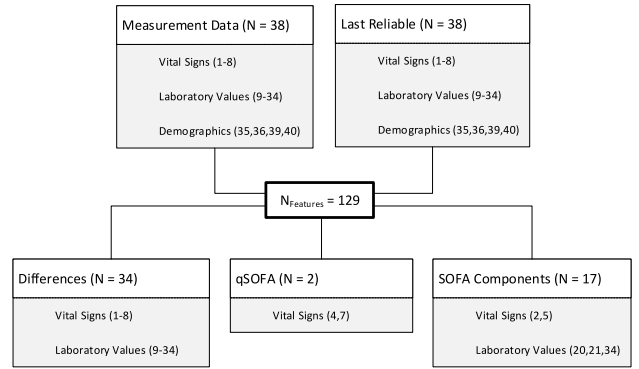 Measurement Data (N = 38)
Vital Signs (1-8)
Laboratory Values (9-34)
Demographics (35,36,39,40)
Last Reliable (N = 38)
Vital Signs (1-8)
Laboratory Values (9-34)
Demographics (35,36,39,40)
NFeatures = 129
Differences (N = 34)
Vital Signs (1-8)
Laboratory Values (9-34)
qSOFA (N = 2)
Vital Signs (4,7)
SOFA Components (N = 17)
Vital Signs (2,5)
Laboratory Values (20,21,34)